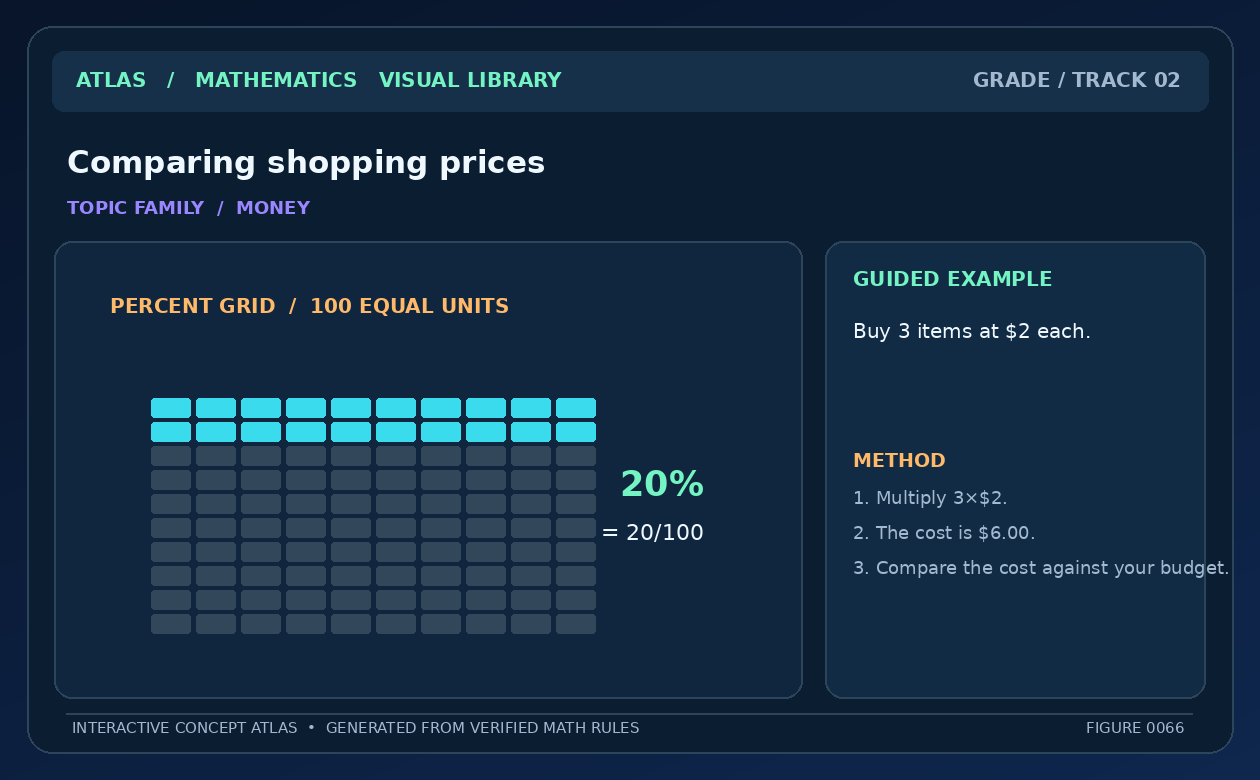 ATLAS / MATHEMATICS VISUAL LIBRARY
GRADE / TRACK 02
Comparing shopping prices
TOPIC FAMILY / MONEY
PERCENT GRID / 100 EQUAL UNITS
20%
= 20/100
GUIDED EXAMPLE
Buy 3 items at $2 each.
METHOD
1. Multiply 3×$2.
2. The cost is $6.00.
3. Compare the cost against your budget.
INTERACTIVE CONCEPT ATLAS • GENERATED FROM VERIFIED MATH RULES
FIGURE 0066